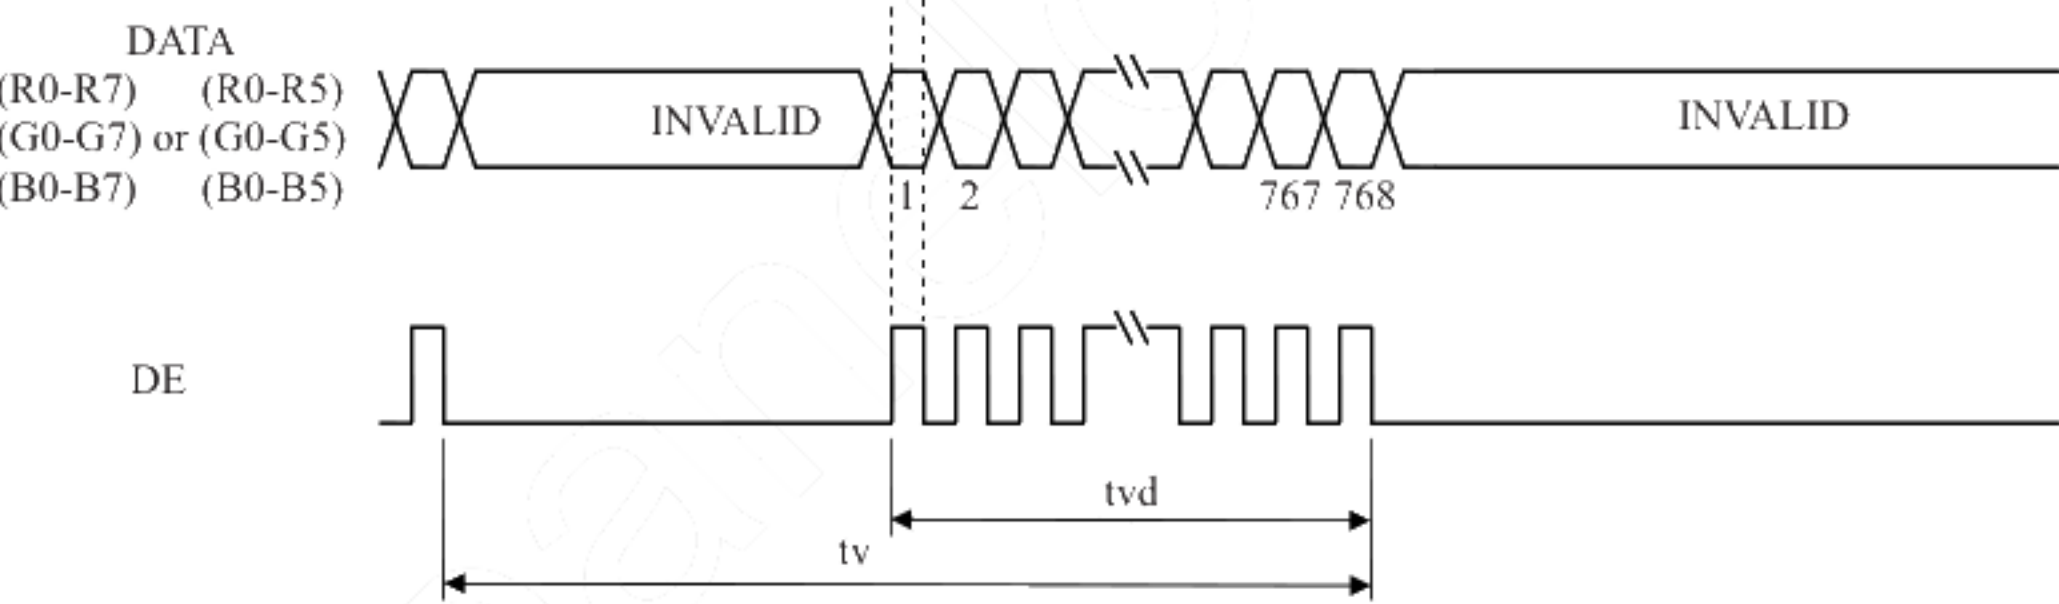 DATA
(R0-R7) (R0-R5)
(G0-G7) or (G0-G5)
(B0-B7) (B0-B5)
INVALID
INVALID
1 2 767 768
DE
tvd
tv